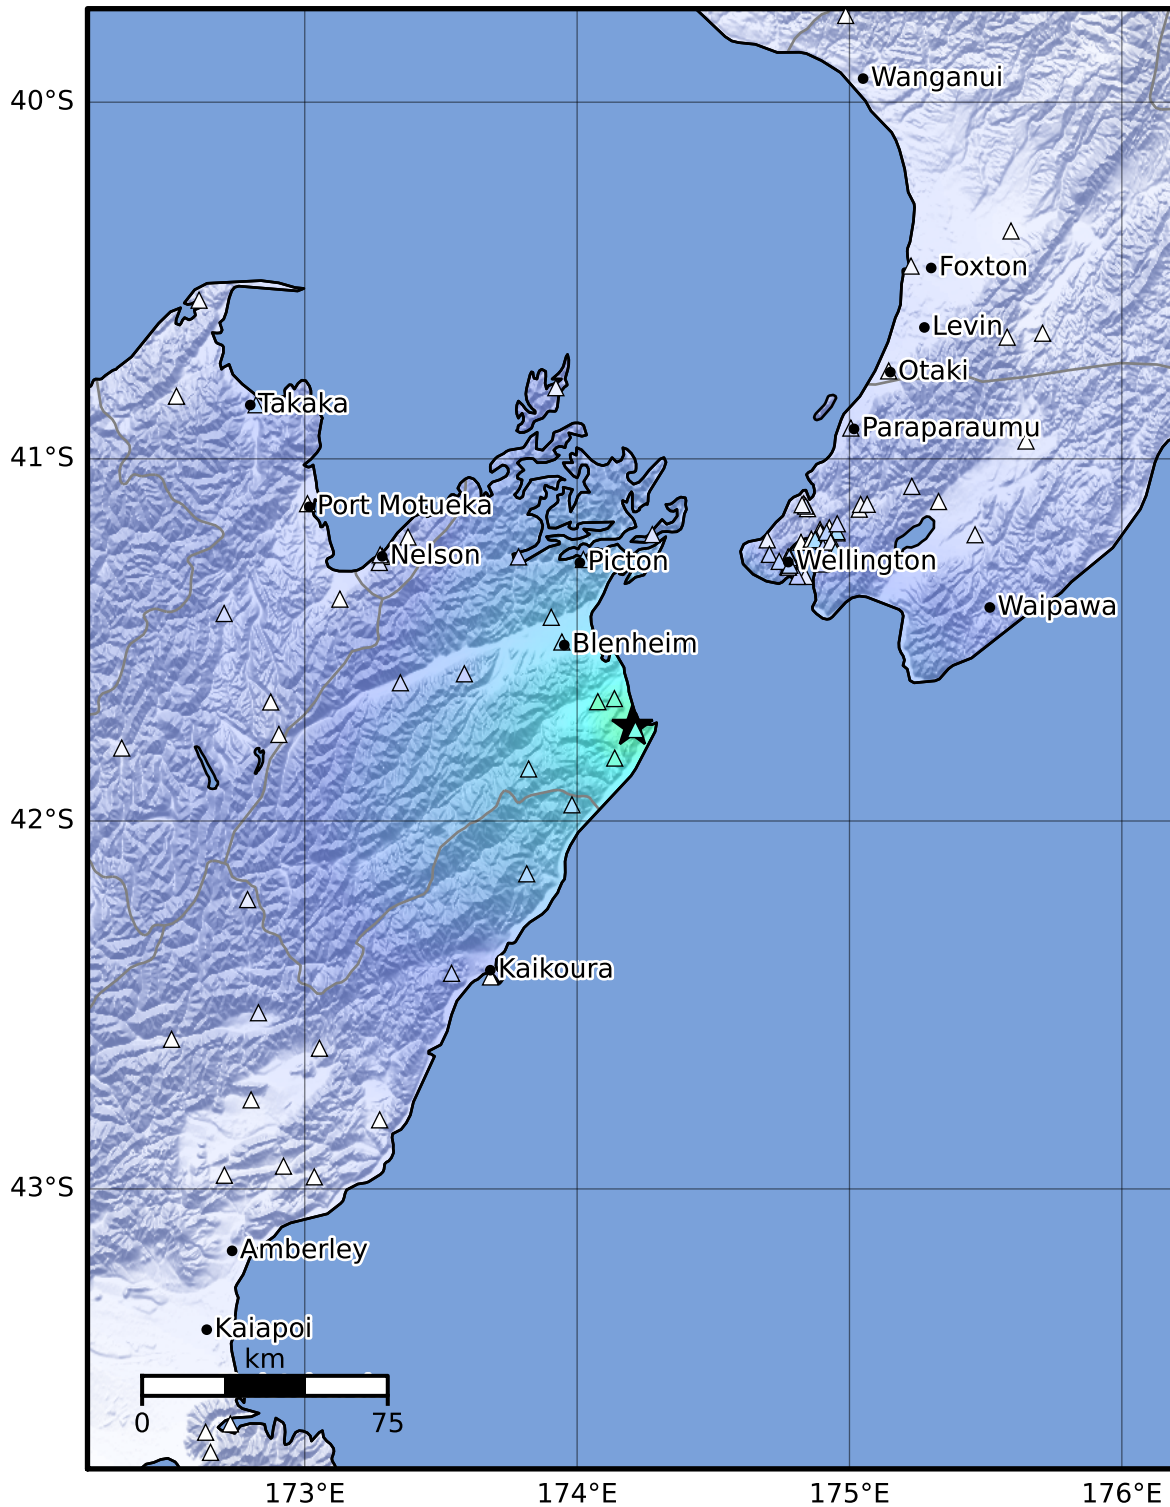 Wanganui
40°S
Foxton
Levin
Otaki
Takaka
Paraparaumu
41°S
Port Motueka
Nelson
Picton
Wellington
Waipawa
Blenheim
42°S
Kaikoura
43°S
Amberley
Kaiapoi
km
0 75
173°E 174°E 175°E 176°E